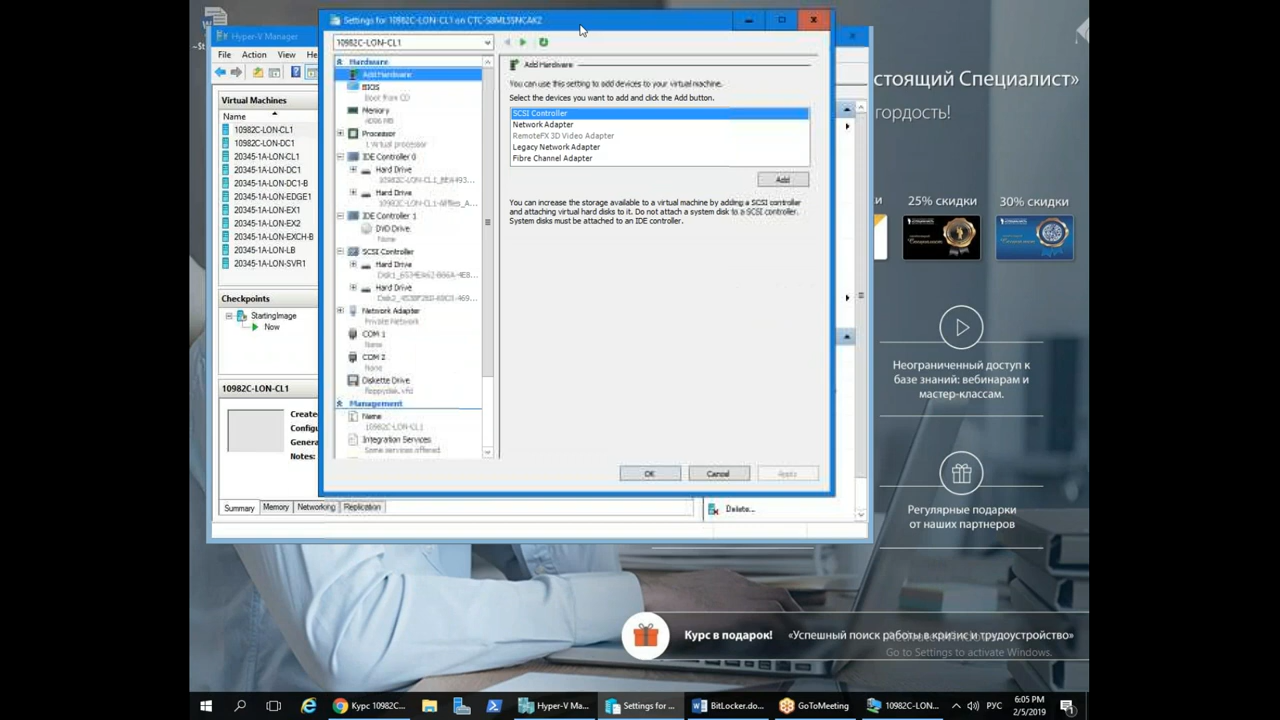 Settings for 10982C-LON-CL1 on CTC-S8ML5SNCAK2
Hyper-V Manager
File Action View
10982C-LON-CL1
Virtual Machines
Name
10982C-LON-CL1
10982C-LON-DC1
20345-1A-LON-CL1
20345-1A-LON-DC1
20345-1A-LON-DC1-B
20345-1A-LON-EDGE1
20345-1A-LON-EX1
20345-1A-LON-EX2
20345-1A-LON-EXCH-B
20345-1A-LON-LB
20345-1A-LON-SVR1
Checkpoints
StartingImage
Now
10982C-LON-CL1
Created
Config
Genera
Notes:
Summary Memory Networking Replication
Hardware
Add Hardware
BIOS
Boot from CD
Memory
4096 MB
Processor
1 Virtual processor
IDE Controller 0
Hard Drive
Hard Drive
IDE Controller 1
DVD Drive
None
SCSI Controller
Hard Drive
Hard Drive
Network Adapter
Private Network
COM 1
None
COM 2
None
Diskette Drive
floppydisk.vfd
Management
Name
10982C-LON-CL1
Integration Services
Some services offered
Add Hardware
You can use this setting to add devices to your virtual machine.
Select the devices you want to add and click the Add button.
SCSI Controller
Network Adapter
RemoteFX 3D Video Adapter
Legacy Network Adapter
Fibre Channel Adapter
Add
You can increase the storage available to a virtual machine by adding a SCSI controller
and attaching virtual hard disks to it. Do not attach a system disk to a SCSI controller.
System disks must be attached to an IDE controller.
OK Cancel Apply
Delete...
стоящий Специалист»
гордость!
25% скидки
30% скидки
Неограниченный доступ к
базе знаний: вебинарам и
мастер-классам.
Регулярные подарки
от наших партнеров
Курс в подарок! «Успешный поиск работы в кризис и трудоустройство»
Go to Settings to activate Windows.
Курс 10982C...
Hyper-V Ma...
Settings for ...
BitLocker.do...
GoToMeeting
10982C-LON...
РУС
6:05 PM
2/5/2019